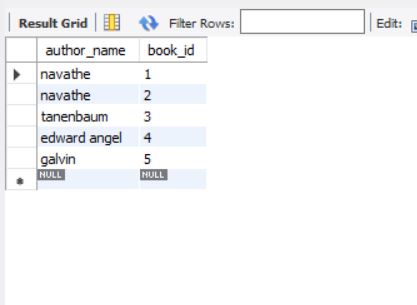 Result Grid Filter Rows: Edit:
author_name book_id
navathe 1
navathe 2
tanenbaum 3
edward angel 4
galvin 5
NULL NULL